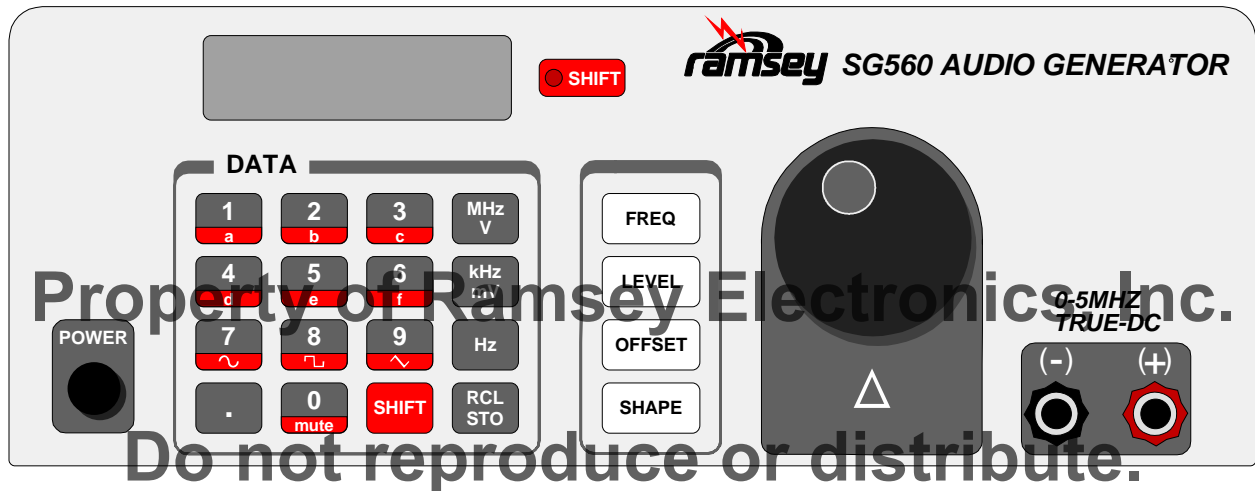 ramsey SG560 AUDIO GENERATOR
SHIFT
DATA
1 2 3 MHz V
a b c
4 5 6 kHz mV
d e f
7 8 9 Hz
. 0 SHIFT RCL STO
mute
FREQ
LEVEL
OFFSET
SHAPE
POWER
0-5MHZ
TRUE-DC
(-) (+)
Property of Ramsey Electronics, Inc.
Do not reproduce or distribute.